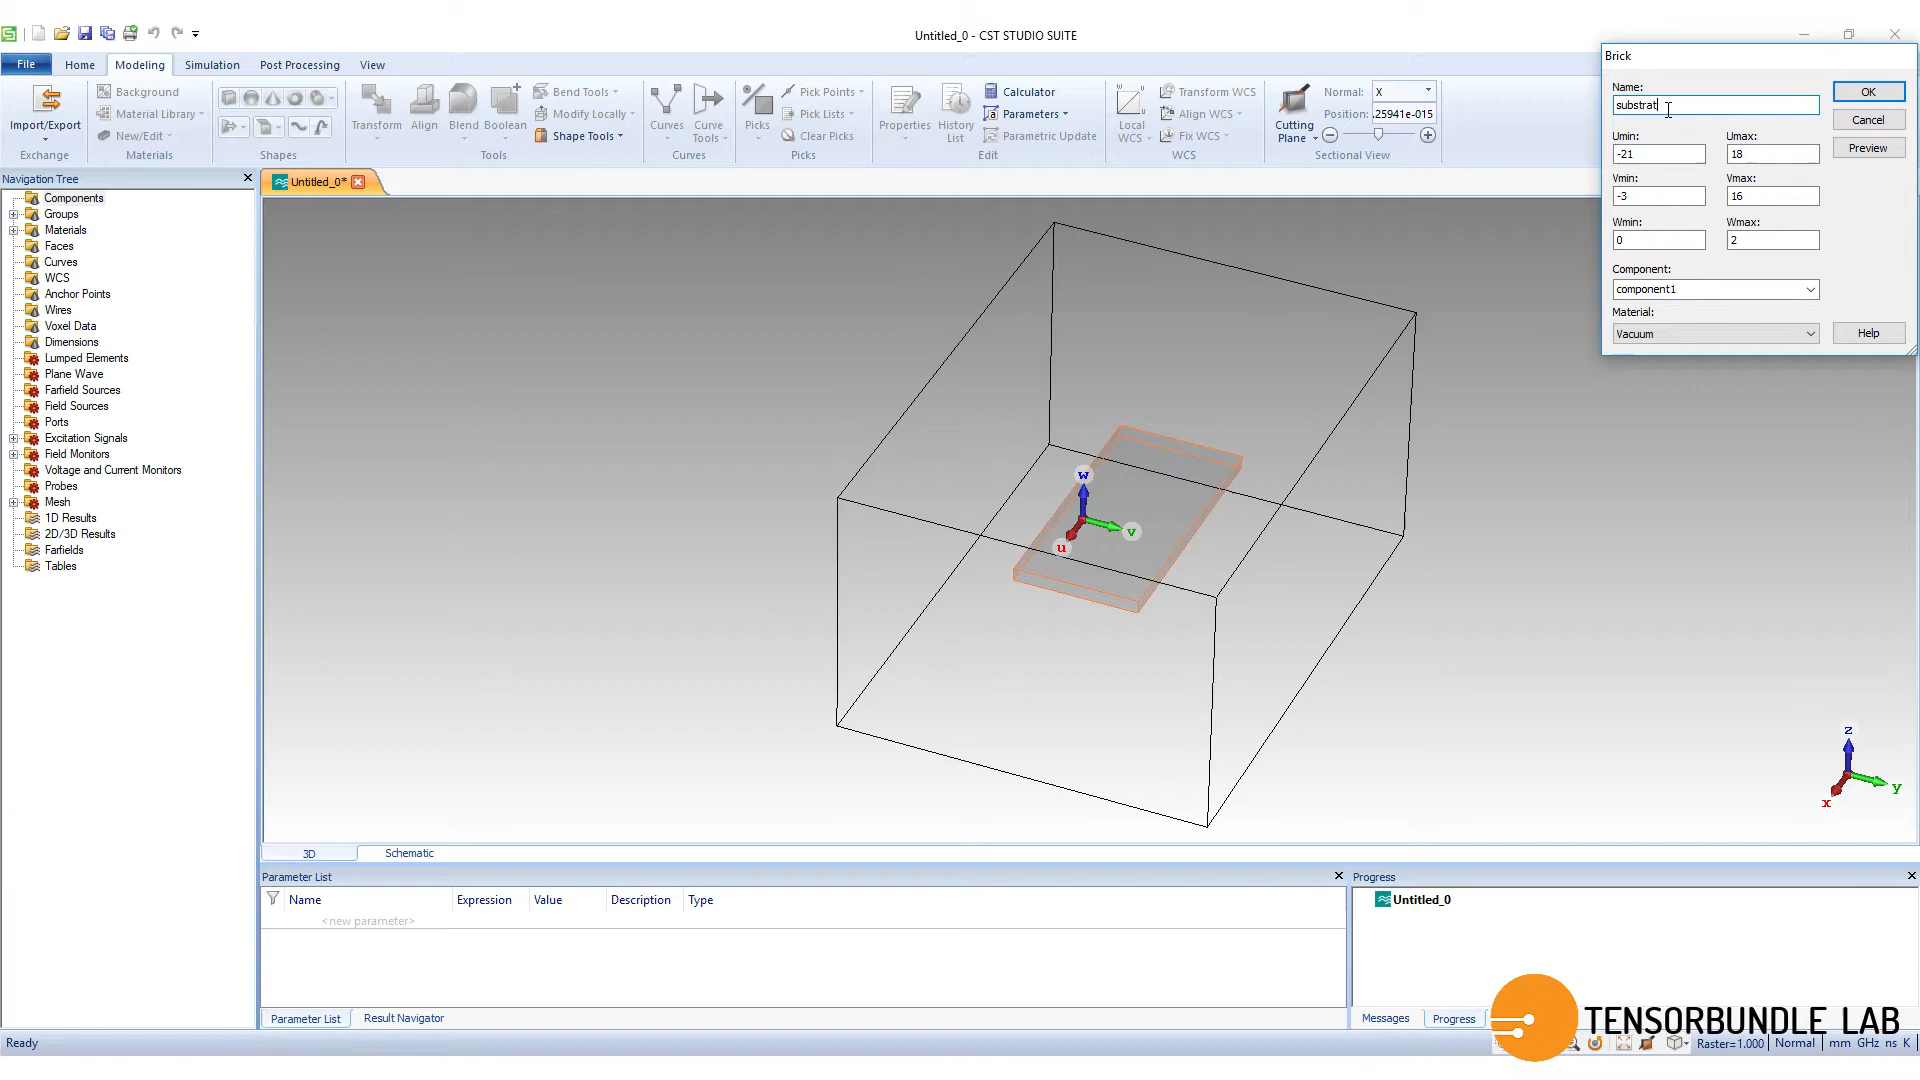 Untitled_0 - CST STUDIO SUITE
File Home Modeling Simulation Post Processing View
Import/Export
Exchange
Background
Material Library
New/Edit
Materials
Shapes
Transform Align Blend Boolean
Bend Tools
Modify Locally
Shape Tools
Tools
Curves Curve Tools
Curves
Picks
Pick Points
Pick Lists
Clear Picks
Picks
Properties History List
Calculator
Parameters
Parametric Update
Edit
Local WCS
Transform WCS
Align WCS
Fix WCS
WCS
Cutting Plane
Normal: X
Position: .25941e-015
Sectional View
Brick
Name:
substrat
OK
Cancel
Preview
Umin: Umax:
-21 18
Vmin: Vmax:
-3 16
Wmin: Wmax:
0 2
Component:
component1
Material:
Vacuum
Help
Navigation Tree
Components
Groups
Materials
Faces
Curves
WCS
Anchor Points
Wires
Voxel Data
Dimensions
Lumped Elements
Plane Wave
Farfield Sources
Field Sources
Ports
Excitation Signals
Field Monitors
Voltage and Current Monitors
Probes
Mesh
1D Results
2D/3D Results
Farfields
Tables
Untitled_0*
w
v
u
z
y
x
3D Schematic
Parameter List
Name Expression Value Description Type
<new parameter>
Parameter List Result Navigator
Progress
Untitled_0
Messages Progress
TENSORBUNDLE LAB
Ready
Raster=1.000 Normal mm GHz ns K